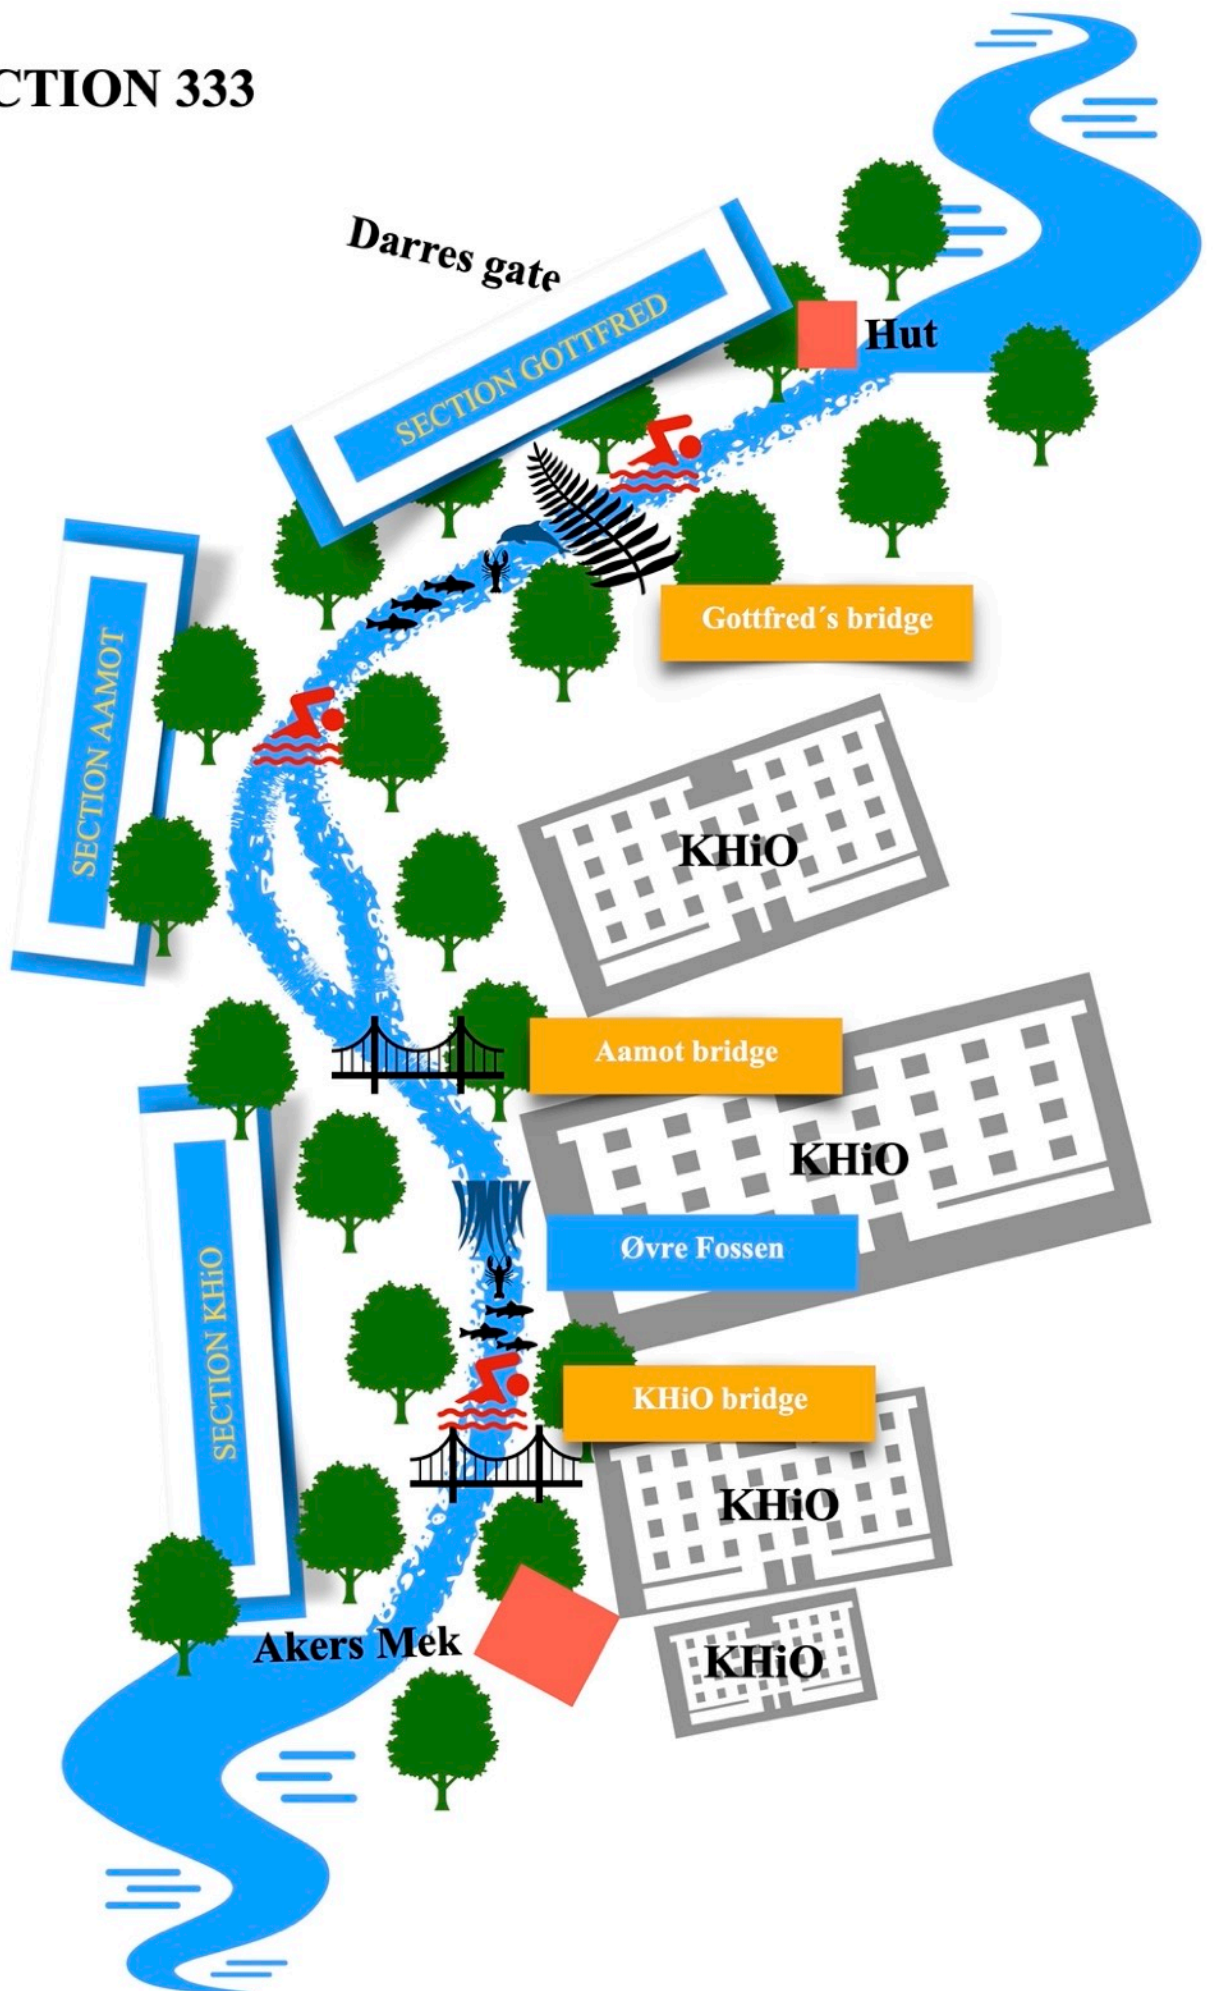 CTION 333
Darres gate
SECTION GOTTFRED
Hut
Gottfred´s bridge
SECTION AAMOT
KHiO
Aamot bridge
KHiO
Øvre Fossen
SECTION KHiO
KHiO bridge
KHiO
Akers Mek
KHiO